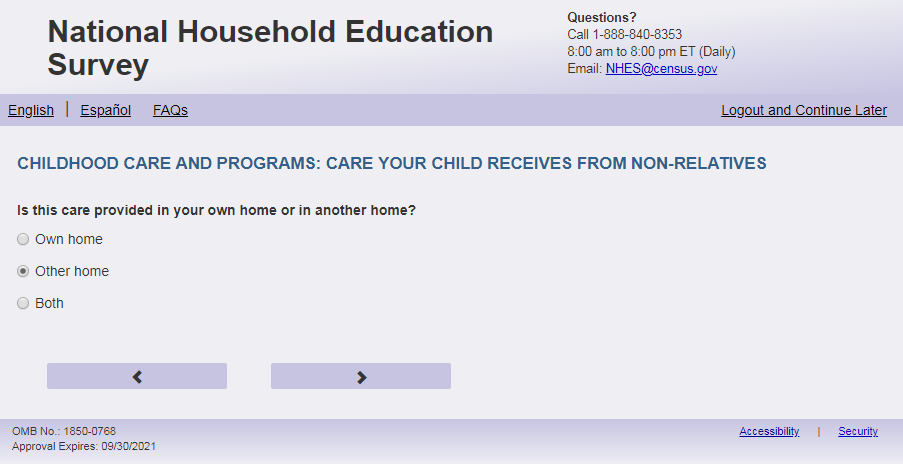 National Household Education
Survey
Questions?
Call 1-888-840-8353
8:00 am to 8:00 pm ET (Daily)
Email: NHES@census.gov
English | Español FAQs Logout and Continue Later
CHILDHOOD CARE AND PROGRAMS: CARE YOUR CHILD RECEIVES FROM NON-RELATIVES
Is this care provided in your own home or in another home?
Own home
Other home
Both
OMB No.: 1850-0768
Approval Expires: 09/30/2021
Accessibility | Security